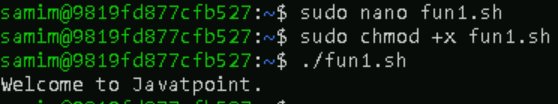 samim@9819fd877cfb527:~$ sudo nano fun1.sh
samim@9819fd877cfb527:~$ sudo chmod +x fun1.sh
samim@9819fd877cfb527:~$ ./fun1.sh
Welcome to Javatpoint.